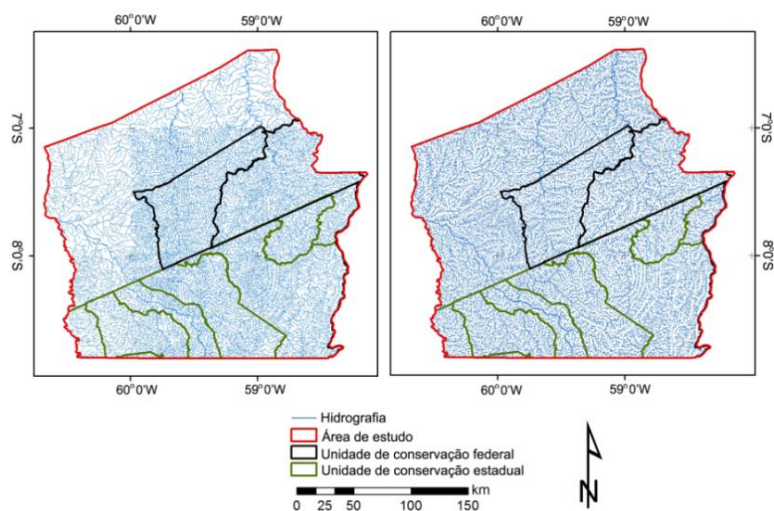 60°0'W 59°0'W 60°0'W 59°0'W
7°0'S 7°0'S
8°0'S 8°0'S
60°0'W 59°0'W 60°0'W 59°0'W
Hidrografia
Área de estudo
Unidade de conservação federal
Unidade de conservação estadual
km
0 25 50 100 150
N